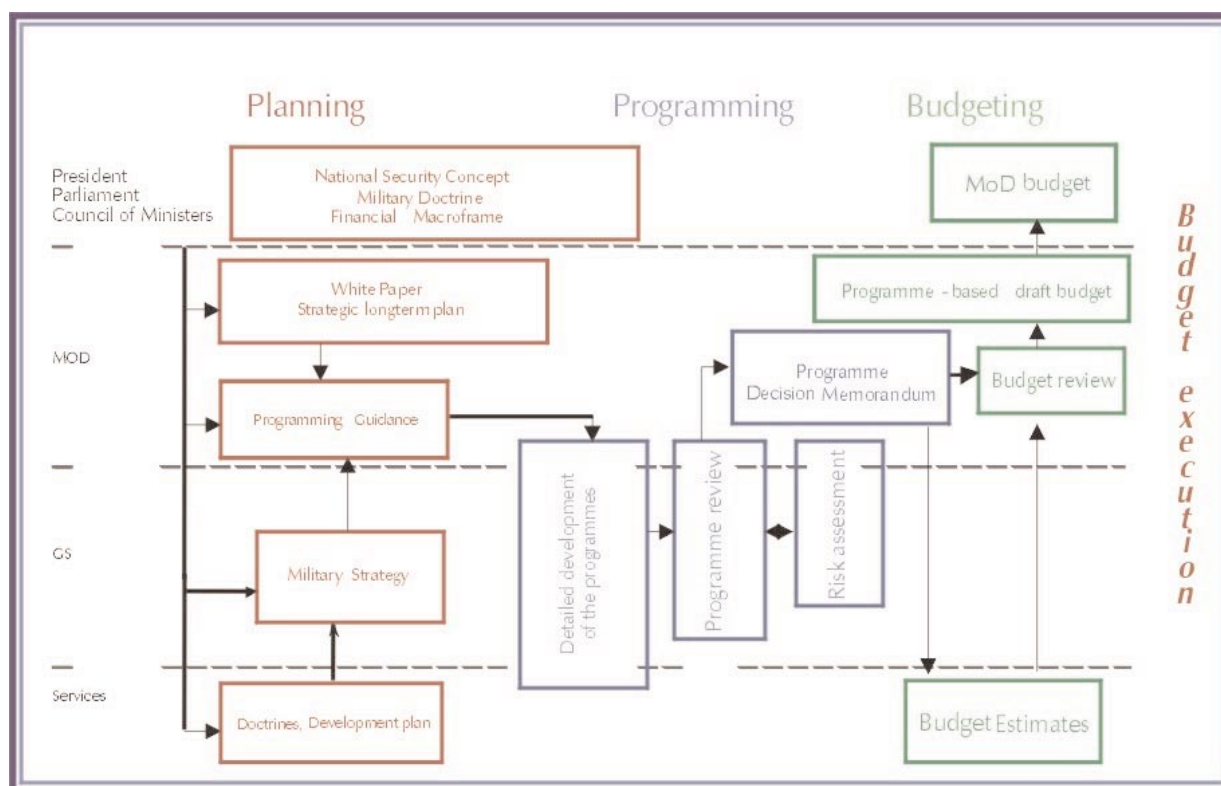 Planning
Programming
Budgeting
President
Parliament
Council of Ministers
National Security Concept
Military Doctrine
Financial Macroframe
MoD budget
White Paper
Strategic longterm plan
Programme - based draft budget
MOD
Programming Guidance
Programme
Decision Memorandum
Budget review
GS
Military Strategy
Detailed development
of the programmes
Programme review
Risk assessment
Services
Doctrines, Development plan
Budget Estimates
Budget execution